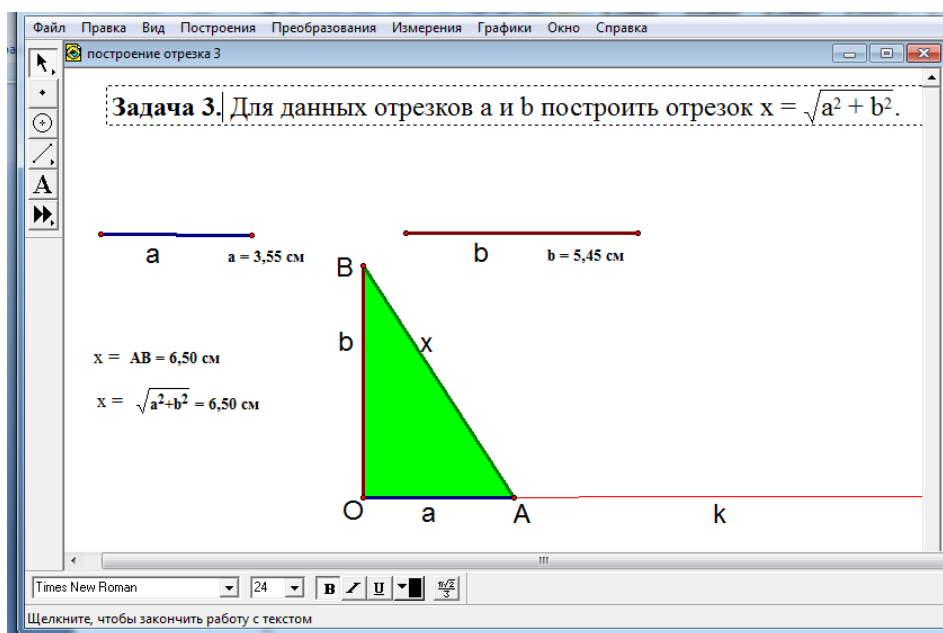 Файл Правка Вид Построения Преобразования Измерения Графики Окно Справка
построение отрезка 3
Задача 3. Для данных отрезков a и b построить отрезок x = √a² + b².
a
a = 3,55 см
b
b = 5,45 см
B
b
x
x = AB = 6,50 см
x = √a²+b² = 6,50 см
O
a
A
k
A
Times New Roman
24
B
I
U
Щелкните, чтобы закончить работу с текстом